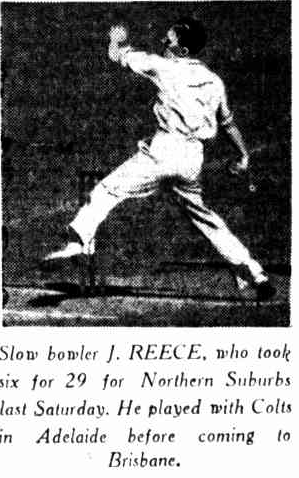 Slow bowler J. REECE, who took
six for 29 for Northern Suburbs
last Saturday. He played with Colts
in Adelaide before coming to
Brisbane.